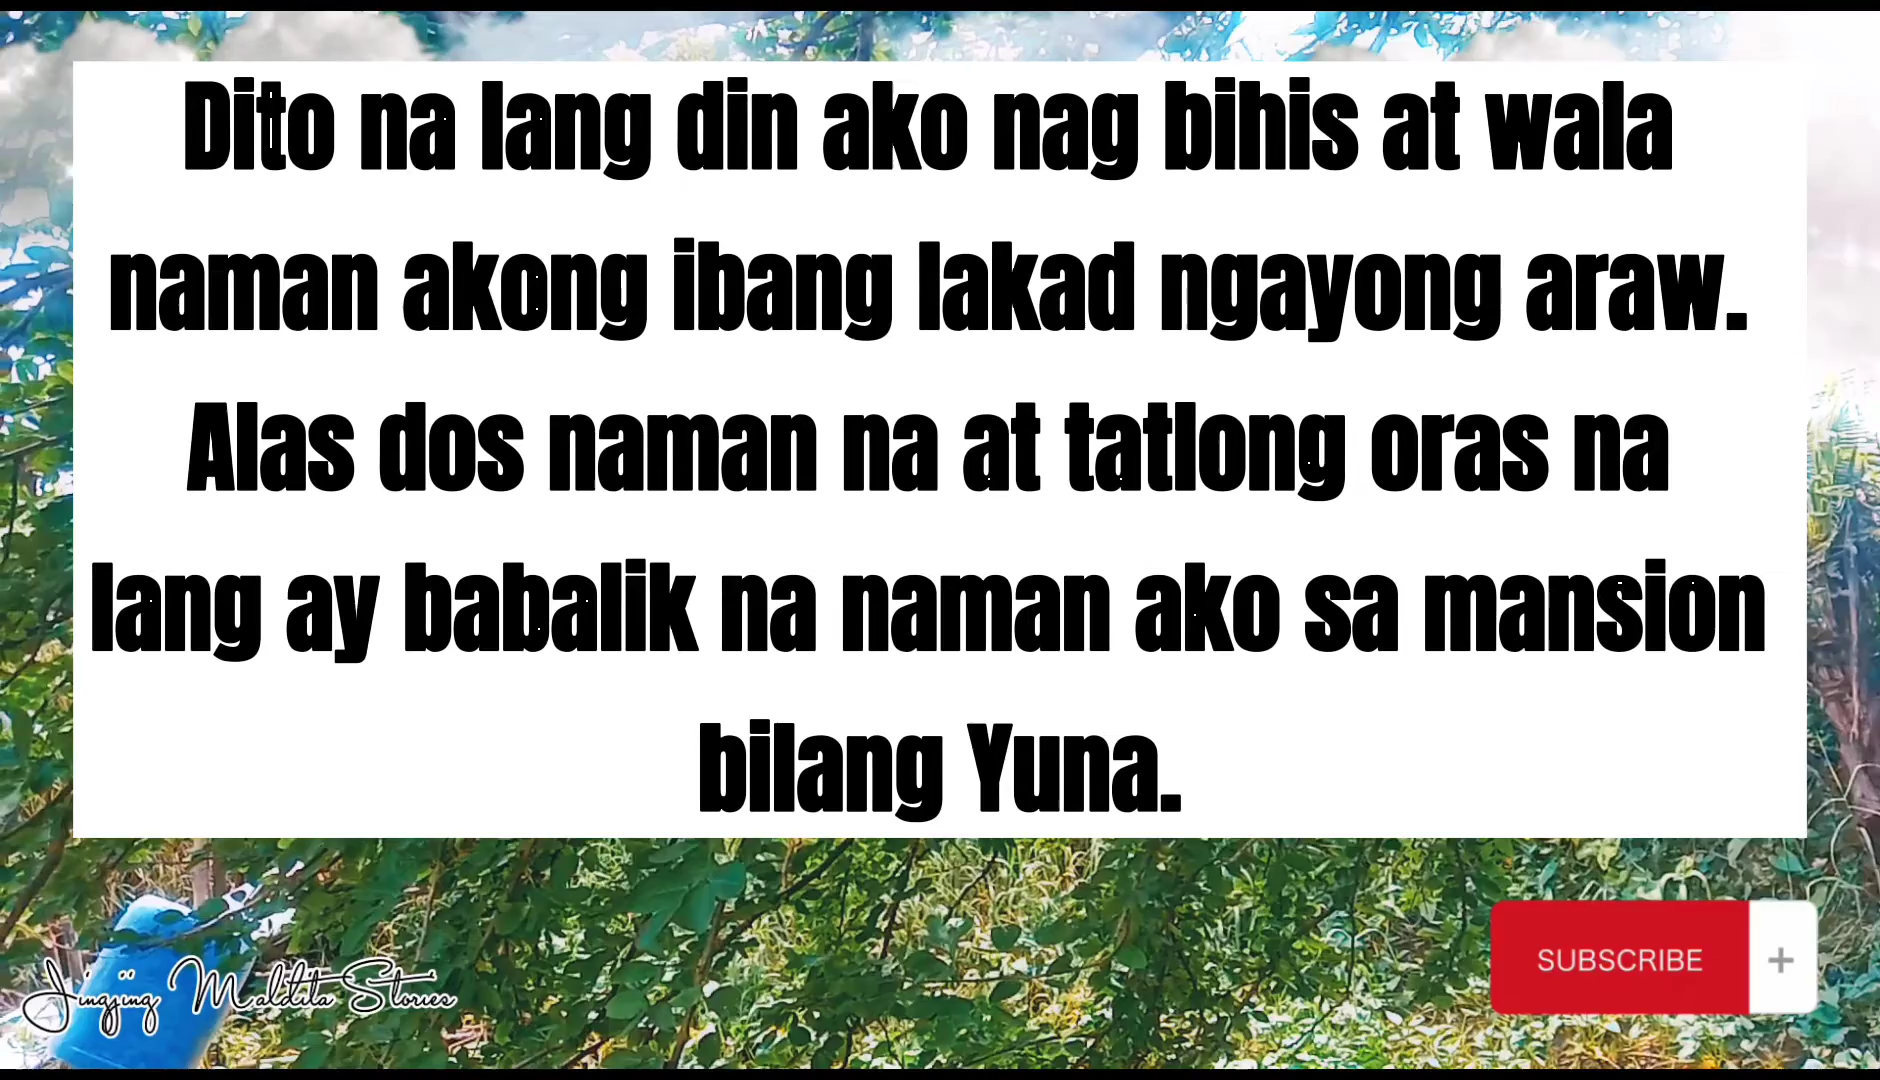 Dito na lang din ako nag bihis at wala
naman akong ibang lakad ngayong araw.
Alas dos naman na at tatlong oras na
lang ay babalik na naman ako sa mansion
bilang Yuna.
Jingjing Maldita Stories
SUBSCRIBE +